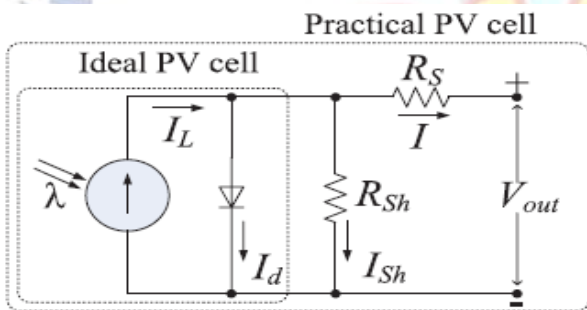 Practical PV cell
Ideal PV cell
R_S
+
I_L
I
λ
R_Sh
V_out
I_d
I_Sh
-